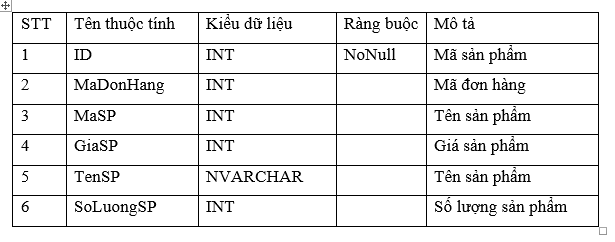 STT Tên thuộc tính Kiểu dữ liệu Ràng buộc Mô tả
1 ID INT NoNull Mã sản phẩm
2 MaDonHang INT Mã đơn hàng
3 MaSP INT Tên sản phẩm
4 GiaSP INT Giá sản phẩm
5 TenSP NVARCHAR Tên sản phẩm
6 SoLuongSP INT Số lượng sản phẩm